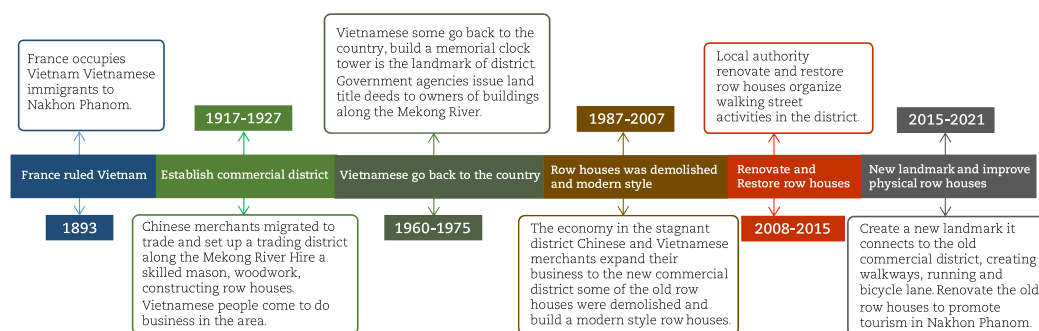 France occupies
Vietnam Vietnamese
immigrants to
Nakhon Phanom.
France ruled Vietnam
1893
1917-1927
Establish commercial district
Chinese merchants migrated to
trade and set up a trading district
along the Mekong River Hire a
skilled mason, woodwork,
constructing row houses.
Vietnamese people come to do
business in the area.
Vietnamese some go back to the
country, build a memorial clock
tower is the landmark of district.
Government agencies issue land
title deeds to owners of buildings
along the Mekong River.
Vietnamese go back to the country
1960-1975
1987-2007
Row houses was demolished
and modern style
The economy in the stagnant
district Chinese and Vietnamese
merchants expand their
business to the new commercial
district some of the old row
houses were demolished and
build a modern style row houses.
Local authority
renovate and restore
row houses organize
walking street
activities in the district.
Renovate and
Restore row houses
2008-2015
2015-2021
New landmark and improve
physical row houses
Create a new landmark it
connects to the old
commercial district, creating
walkways, running and
bicycle lane. Renovate the old
row houses to promote
tourism in Nakhon Phanom.